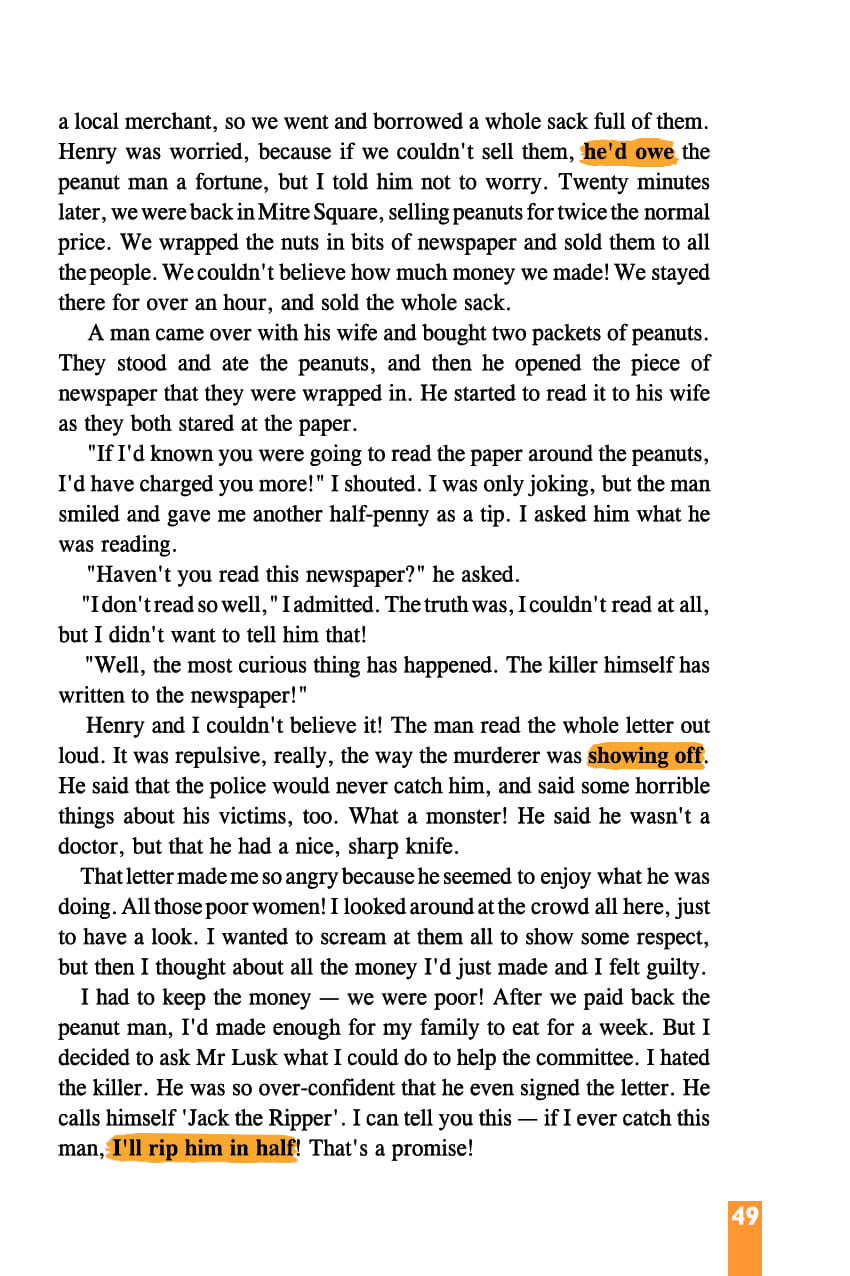 a local merchant, so we went and borrowed a whole sack full of them.
Henry was worried, because if we couldn't sell them, he'd owe the
peanut man a fortune, but I told him not to worry. Twenty minutes
later, we were back in Mitre Square, selling peanuts for twice the normal
price. We wrapped the nuts in bits of newspaper and sold them to all
the people. We couldn't believe how much money we made! We stayed
there for over an hour, and sold the whole sack.
A man came over with his wife and bought two packets of peanuts.
They stood and ate the peanuts, and then he opened the piece of
newspaper that they were wrapped in. He started to read it to his wife
as they both stared at the paper.
"If I'd known you were going to read the paper around the peanuts,
I'd have charged you more!" I shouted. I was only joking, but the man
smiled and gave me another half-penny as a tip. I asked him what he
was reading.
"Haven't you read this newspaper?" he asked.
"I don't read so well," I admitted. The truth was, I couldn't read at all,
but I didn't want to tell him that!
"Well, the most curious thing has happened. The killer himself has
written to the newspaper!"
Henry and I couldn't believe it! The man read the whole letter out
loud. It was repulsive, really, the way the murderer was showing off.
He said that the police would never catch him, and said some horrible
things about his victims, too. What a monster! He said he wasn't a
doctor, but that he had a nice, sharp knife.
That letter made me so angry because he seemed to enjoy what he was
doing. All those poor women! I looked around at the crowd all here, just
to have a look. I wanted to scream at them all to show some respect,
but then I thought about all the money I'd just made and I felt guilty.
I had to keep the money — we were poor! After we paid back the
peanut man, I'd made enough for my family to eat for a week. But I
decided to ask Mr Lusk what I could do to help the committee. I hated
the killer. He was so over-confident that he even signed the letter. He
calls himself 'Jack the Ripper'. I can tell you this — if I ever catch this
man, I'll rip him in half! That's a promise!
49